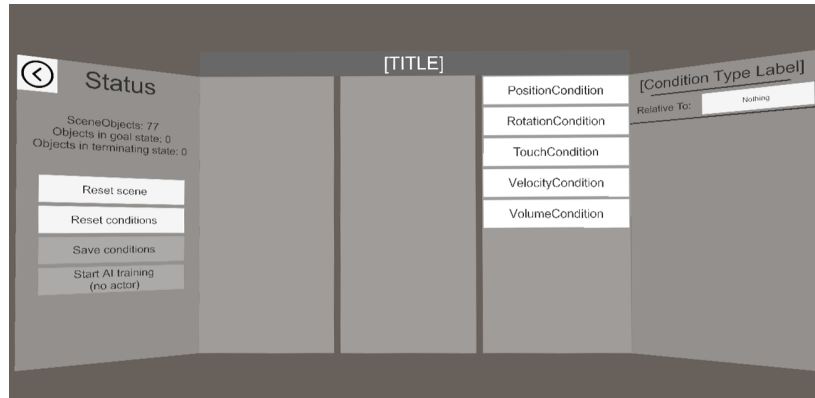 [TITLE]
Status
SceneObjects: 77
Objects in goal state: 0
Objects in terminating state: 0
Reset scene
Reset conditions
Save conditions
Start AI training
(no actor)
PositionCondition
RotationCondition
TouchCondition
VelocityCondition
VolumeCondition
[Condition Type Label]
Relative To: Nothing